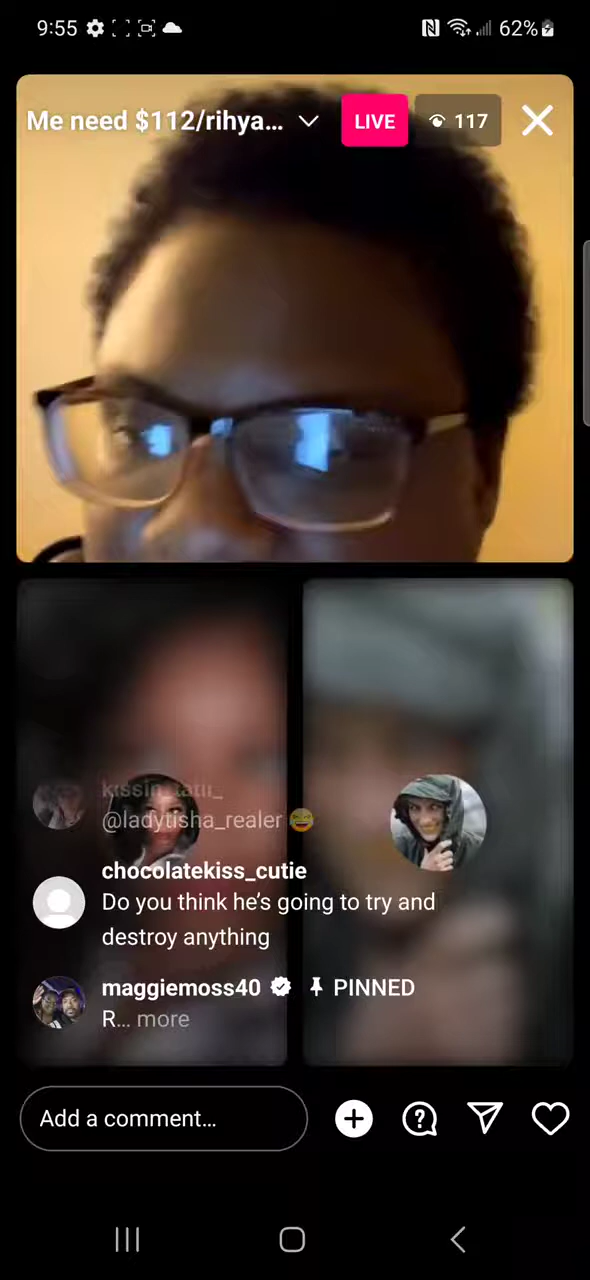 9:55
62%
Me need $112/rihya...
LIVE
117
kissin_tatii_
@ladytisha_realer 😂
chocolatekiss_cutie
Do you think he's going to try and
destroy anything
maggiemoss40 PINNED
R... more
Add a comment...